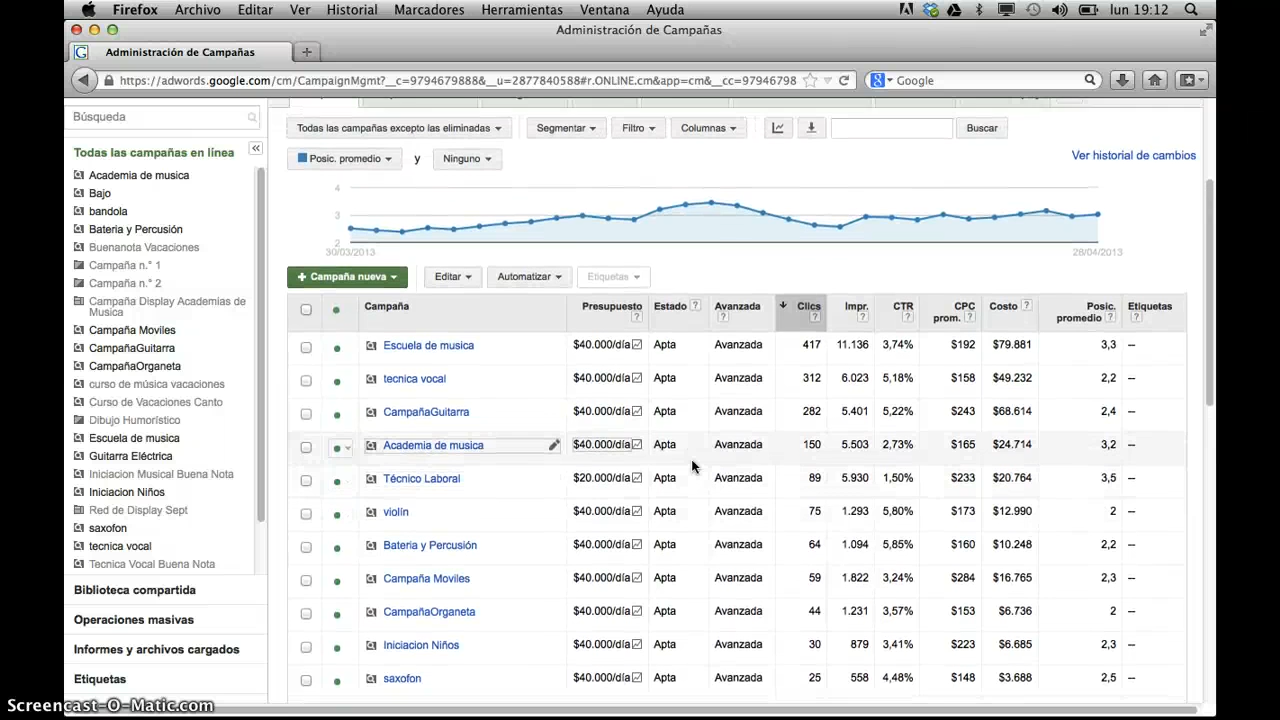 Firefox Archivo Editar Ver Historial Marcadores Herramientas Ventana Ayuda lun 19:12
Administración de Campañas
Administración de Campañas
https://adwords.google.com/cm/CampaignMgmt?__c=9794679888&__u=2877840588#r.ONLINE.cm&app=cm&__cc=97946798
Google
Búsqueda
Todas las campañas en línea
Academia de musica
Bajo
bandola
Bateria y Percusión
Buenanota Vacaciones
Campaña n.° 1
Campaña n.° 2
Campaña Display Academias de
Musica
Campaña Moviles
CampañaGuitarra
CampañaOrganeta
curso de música vacaciones
Curso de Vacaciones Canto
Dibujo Humorístico
Escuela de musica
Guitarra Eléctrica
Iniciacion Musical Buena Nota
Iniciacion Niños
Red de Display Sept
saxofon
tecnica vocal
Tecnica Vocal Buena Nota
Biblioteca compartida
Operaciones masivas
Informes y archivos cargados
Etiquetas
Todas las campañas excepto las eliminadas Segmentar Filtro Columnas Buscar
Posic. promedio y Ninguno Ver historial de cambios
4
3
2
30/03/2013 28/04/2013
+ Campaña nueva Editar Automatizar Etiquetas
Campaña Presupuesto ? Estado ? Avanzada ? Clics ? Impr. ? CTR ? CPC prom. ? Costo ? Posic. promedio ? Etiquetas ?
Escuela de musica $40.000/día Apta Avanzada 417 11.136 3,74% $192 $79.881 3,3 --
tecnica vocal $40.000/día Apta Avanzada 312 6.023 5,18% $158 $49.232 2,2 --
CampañaGuitarra $40.000/día Apta Avanzada 282 5.401 5,22% $243 $68.614 2,4 --
Academia de musica $40.000/día Apta Avanzada 150 5.503 2,73% $165 $24.714 3,2 --
Técnico Laboral $20.000/día Apta Avanzada 89 5.930 1,50% $233 $20.764 3,5 --
violín $40.000/día Apta Avanzada 75 1.293 5,80% $173 $12.990 2 --
Bateria y Percusión $40.000/día Apta Avanzada 64 1.094 5,85% $160 $10.248 2,2 --
Campaña Moviles $40.000/día Apta Avanzada 59 1.822 3,24% $284 $16.765 2,3 --
CampañaOrganeta $40.000/día Apta Avanzada 44 1.231 3,57% $153 $6.736 2 --
Iniciacion Niños $40.000/día Apta Avanzada 30 879 3,41% $223 $6.685 2,3 --
saxofon $40.000/día Apta Avanzada 25 558 4,48% $148 $3.688 2,5 --
Screencast-O-Matic.com